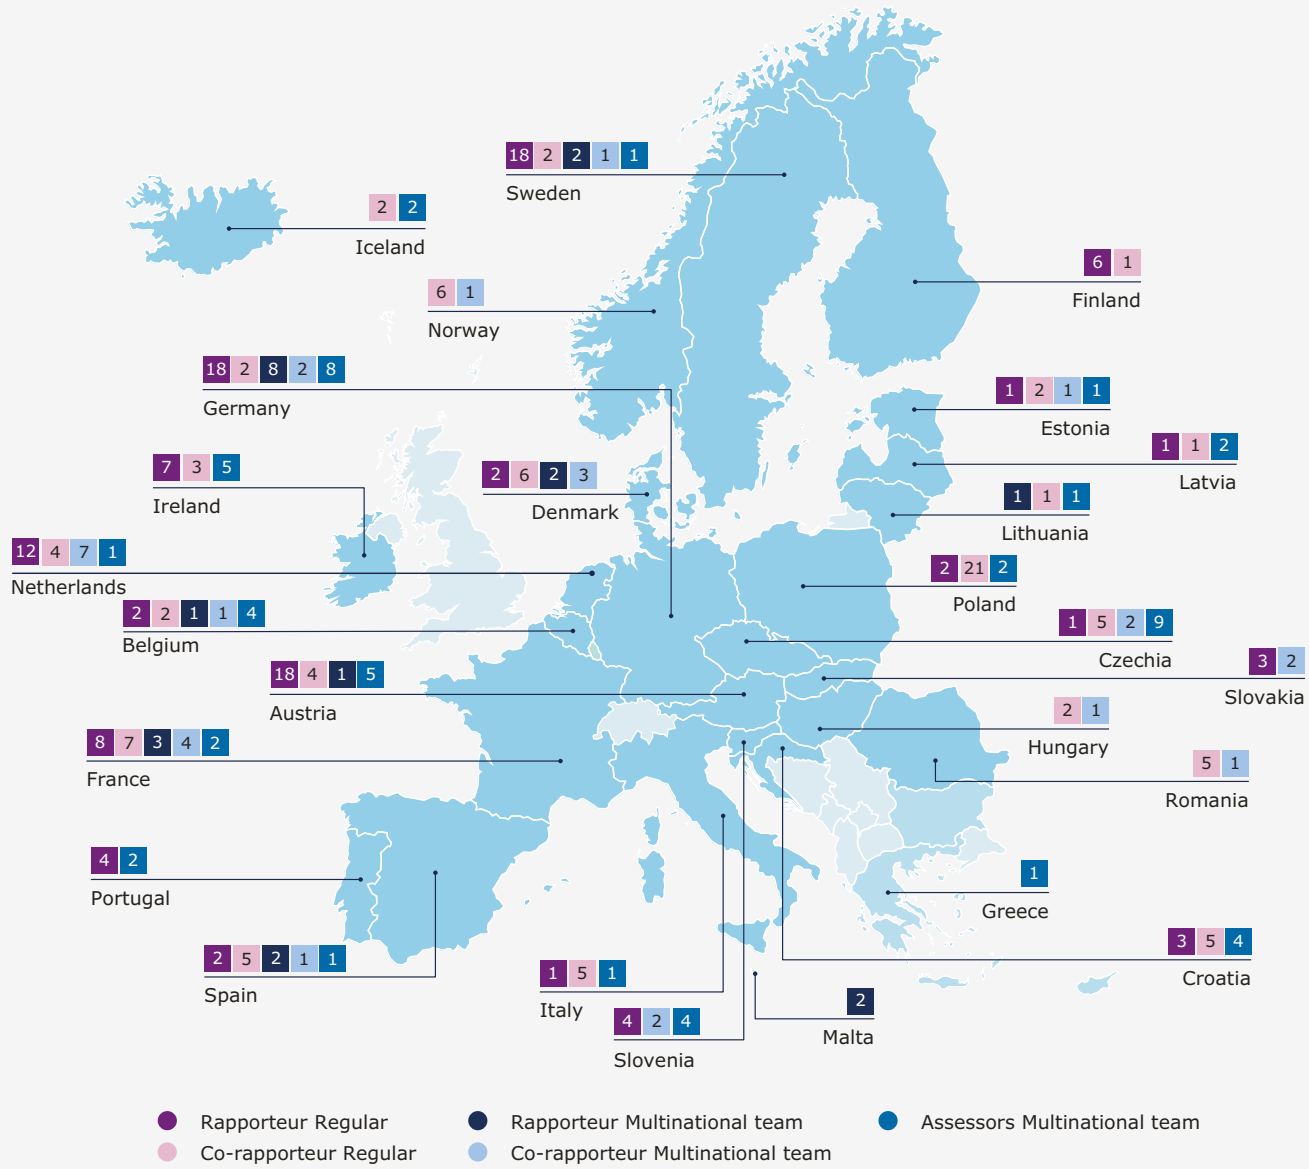 18 2 2 1 1
Sweden
2 2
Iceland
6 1
Finland
6 1
Norway
18 2 8 2 8
Germany
1 2 1 1
Estonia
1 1 2
Latvia
7 3 5
Ireland
2 6 2 3
Denmark
1 1 1
Lithuania
12 4 7 1
Netherlands
2 21 2
Poland
2 2 1 1 4
Belgium
1 5 2 9
Czechia
3 2
Slovakia
18 4 1 5
Austria
2 1
Hungary
8 7 3 4 2
France
5 1
Romania
4 2
Portugal
1
Greece
2 5 2 1 1
Spain
3 5 4
Croatia
1 5 1
Italy
2
Malta
4 2 4
Slovenia
Rapporteur Regular
Rapporteur Multinational team
Assessors Multinational team
Co-rapporteur Regular
Co-rapporteur Multinational team